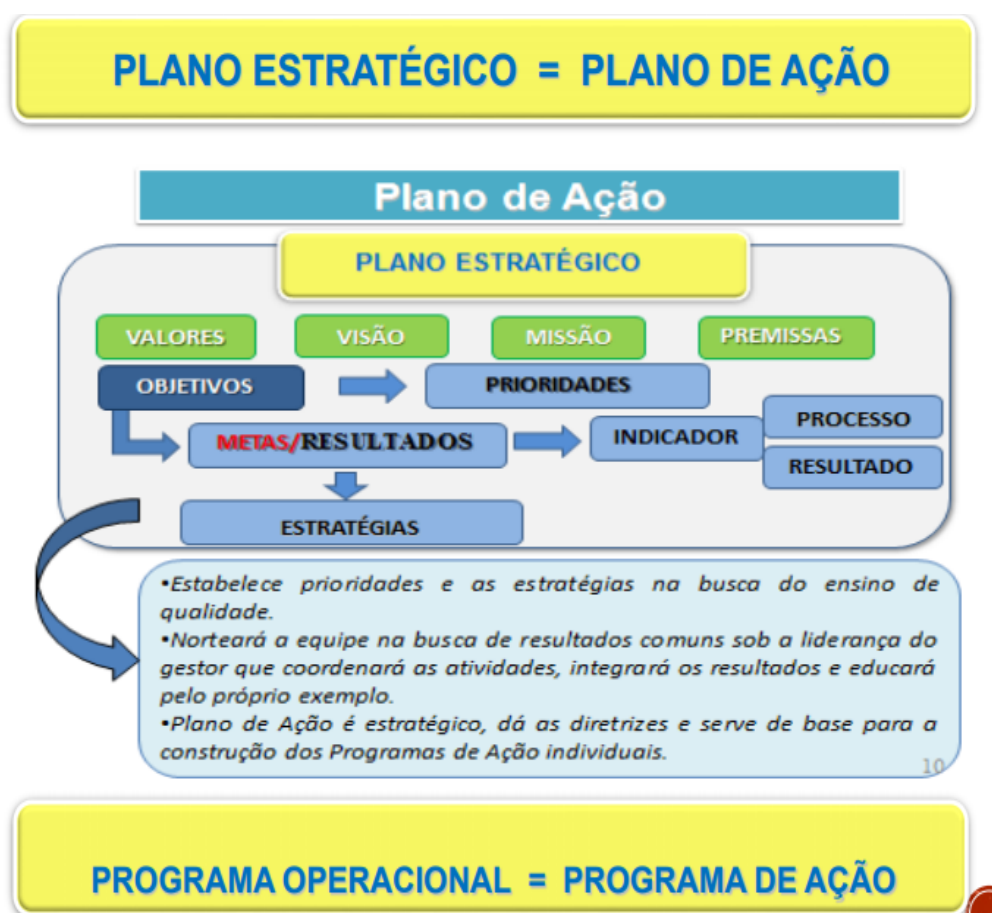 PLANO ESTRATÉGICO = PLANO DE AÇÃO
Plano de Ação
PLANO ESTRATÉGICO
VALORES
VISÃO
MISSÃO
PREMISSAS
OBJETIVOS
PRIORIDADES
METAS/RESULTADOS
INDICADOR
PROCESSO
RESULTADO
ESTRATÉGIAS
•Estabelece prioridades e as estratégias na busca do ensino de
qualidade.
•Norteará a equipe na busca de resultados comuns sob a liderança do
gestor que coordenará as atividades, integrará os resultados e educará
pelo próprio exemplo.
•Plano de Ação é estratégico, dá as diretrizes e serve de base para a
construção dos Programas de Ação individuais.
10
PROGRAMA OPERACIONAL = PROGRAMA DE AÇÃO